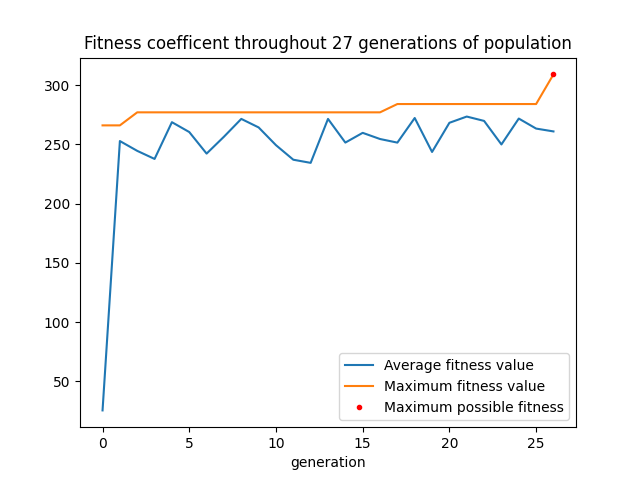 Fitness coefficent throughout 27 generations of population
300
250
200
150
100
50
0 5 10 15 20 25
generation
Average fitness value
Maximum fitness value
Maximum possible fitness